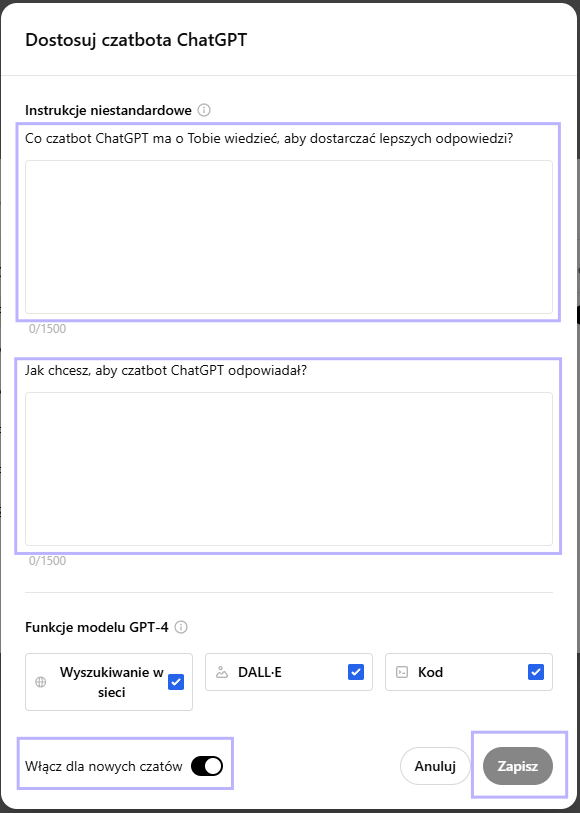 Dostosuj czatbota ChatGPT
Instrukcje niestandardowe
Co czatbot ChatGPT ma o Tobie wiedzieć, aby dostarczać lepszych odpowiedzi?
0/1500
Jak chcesz, aby czatbot ChatGPT odpowiadał?
0/1500
Funkcje modelu GPT-4
Wyszukiwanie w
sieci
DALL·E
Kod
Włącz dla nowych czatów
Anuluj
Zapisz